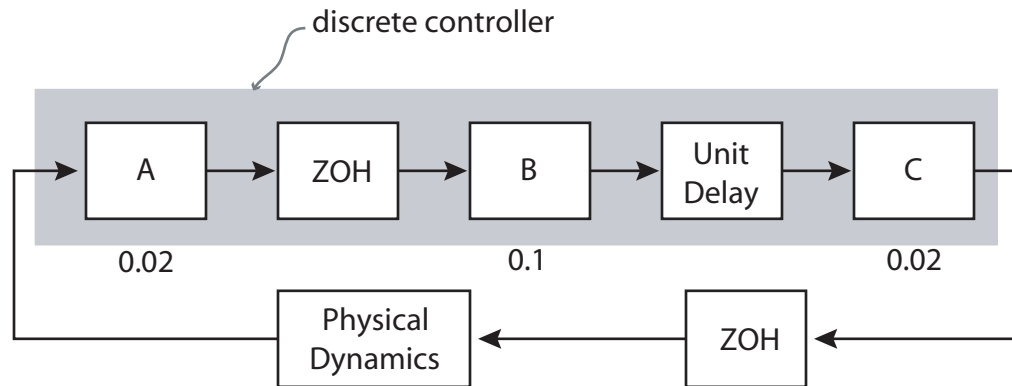 discrete controller
A
ZOH
B
Unit
Delay
C
0.02
0.1
0.02
Physical
Dynamics
ZOH